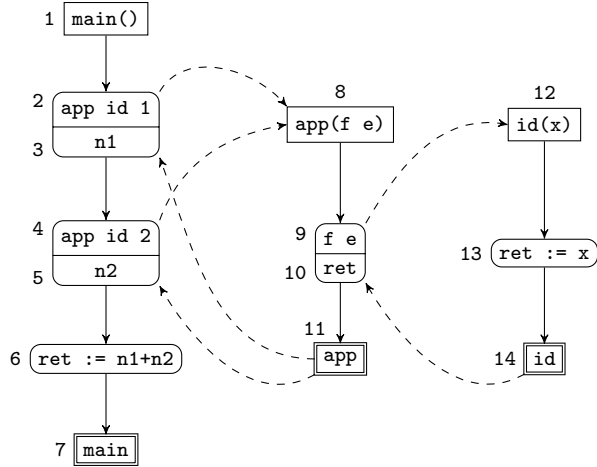 1 main()
2 app id 1
3 n1
4 app id 2
5 n2
6 ret := n1+n2
7 main
8
app(f e)
9 f e
10 ret
11
app
12
id(x)
13 ret := x
14 id